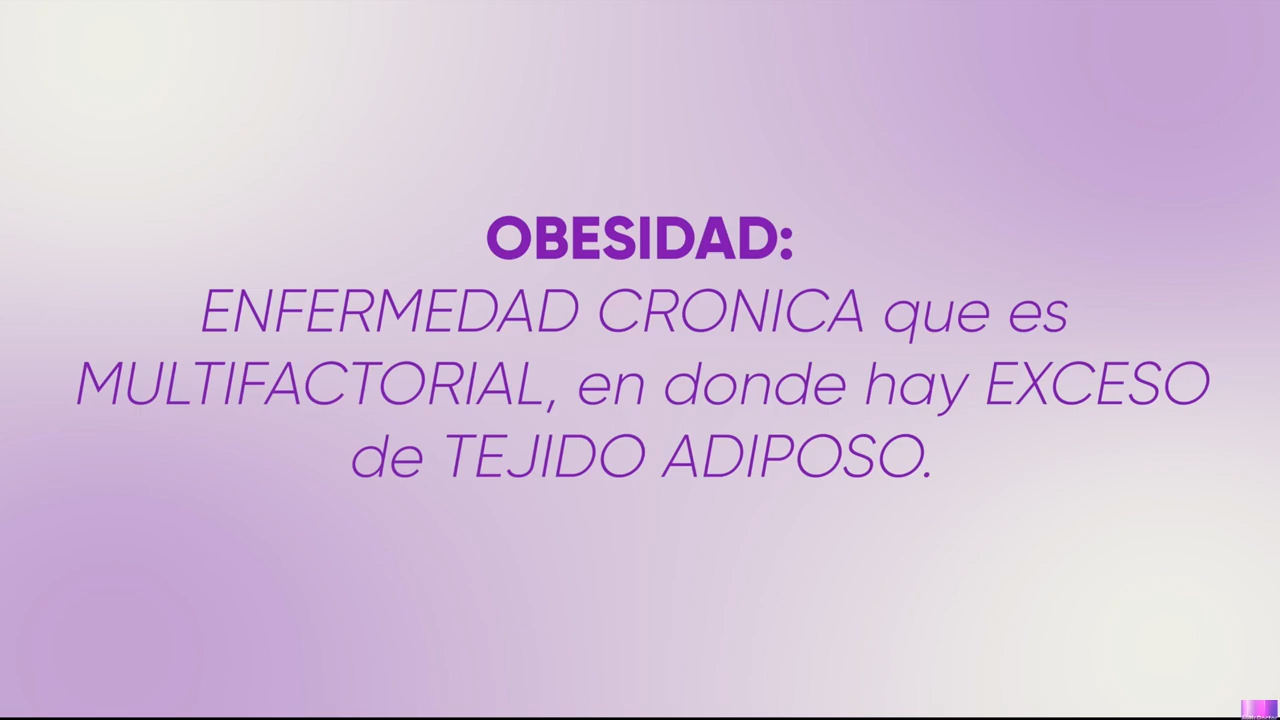 OBESIDAD:
ENFERMEDAD CRONICA que es
MULTIFACTORIAL, en donde hay EXCESO
de TEJIDO ADIPOSO.